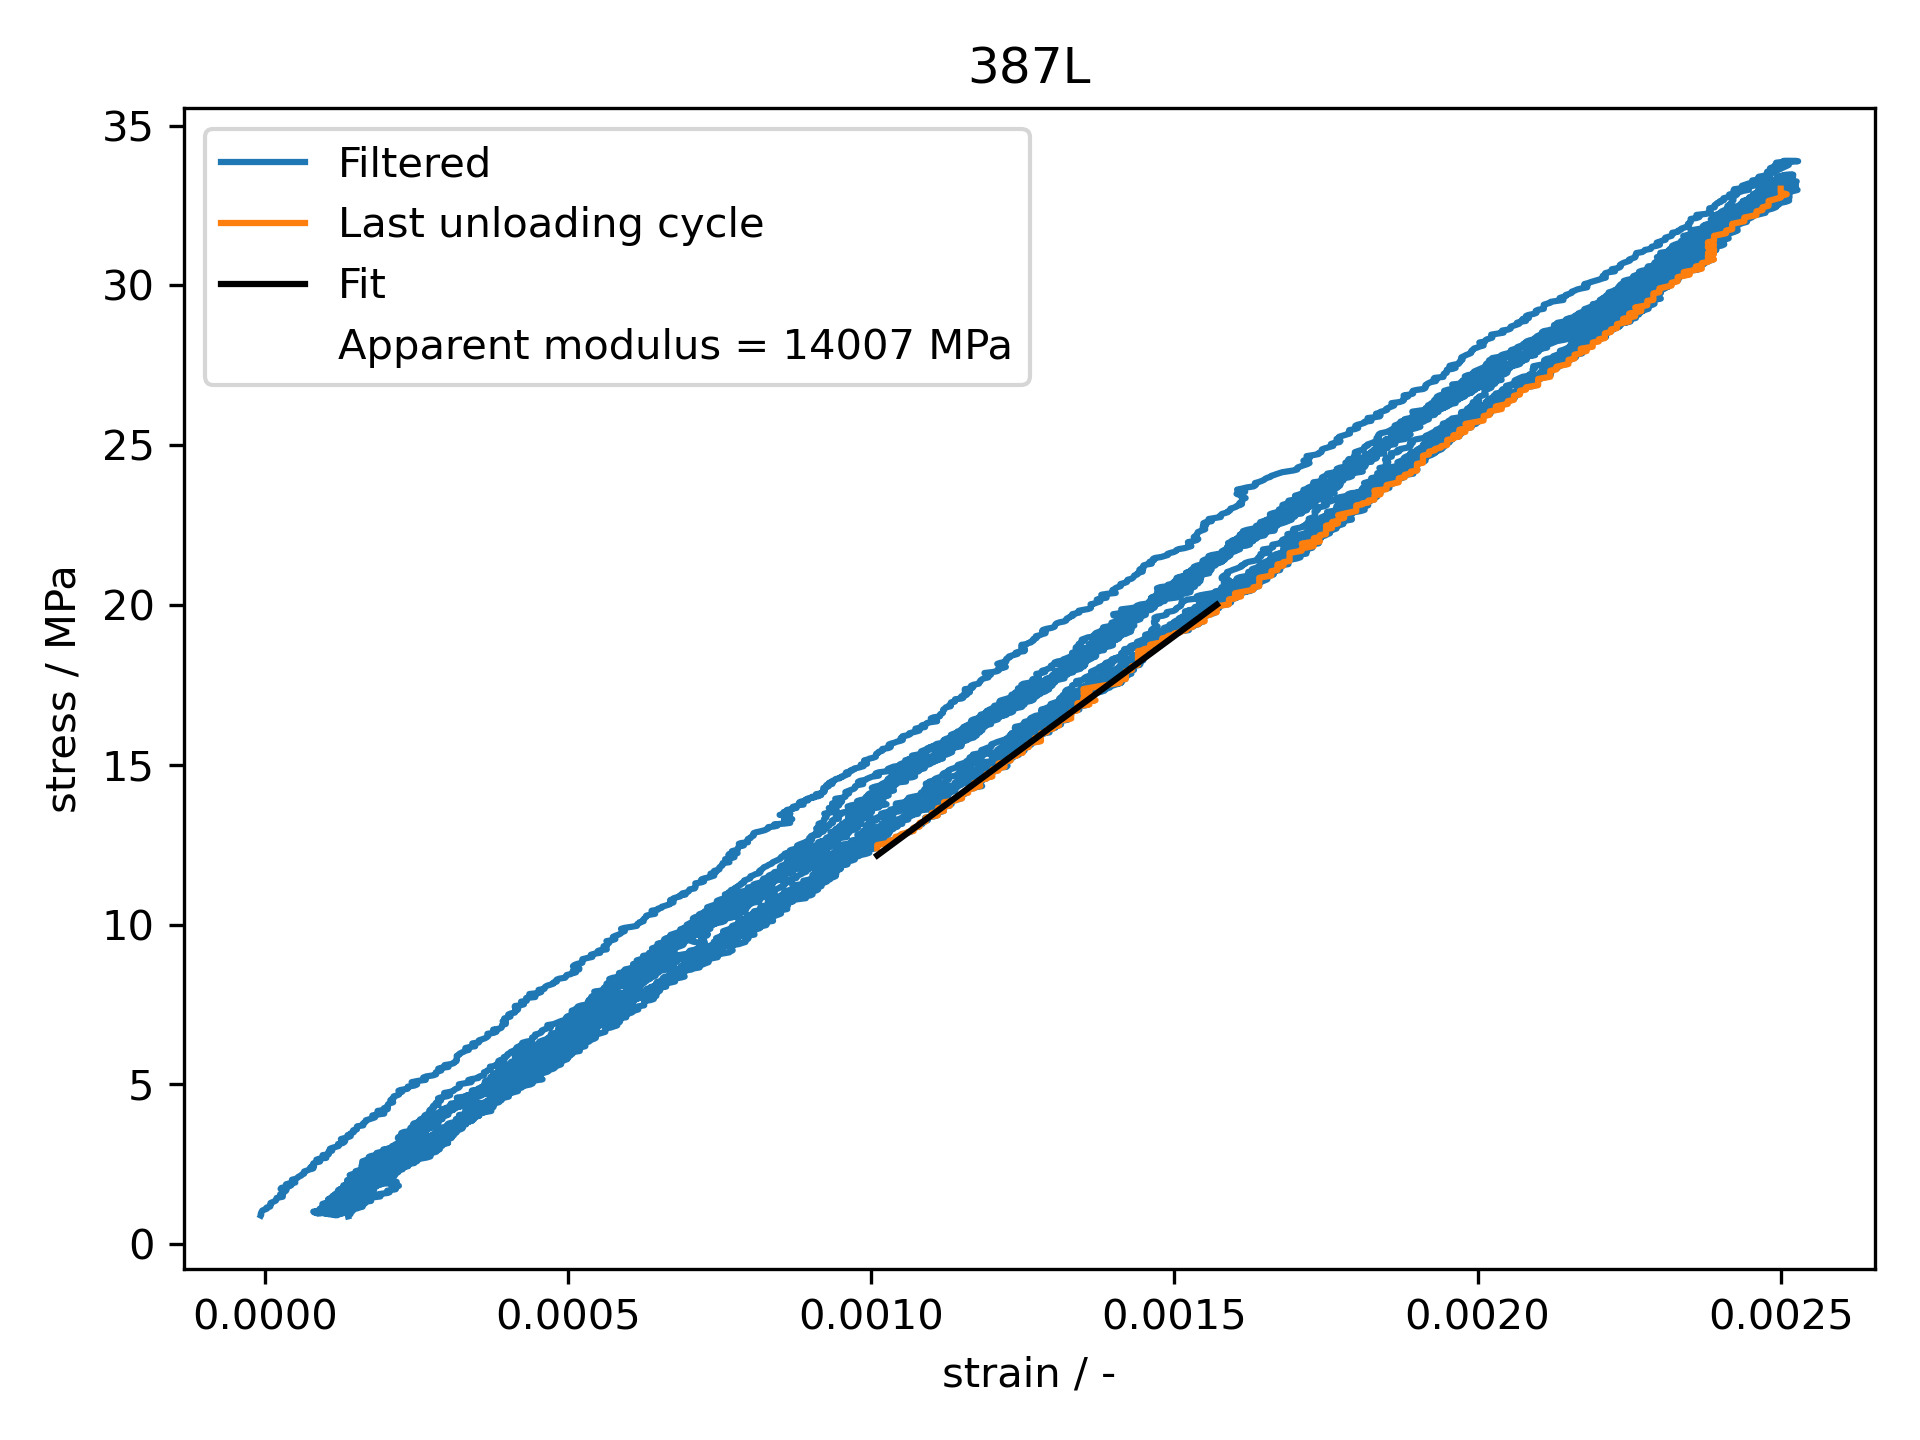 387L
35
30
25
20
15
10
5
0
stress / MPa
Filtered
Last unloading cycle
Fit
Apparent modulus = 14007 MPa
0.0000 0.0005 0.0010 0.0015 0.0020 0.0025
strain / -